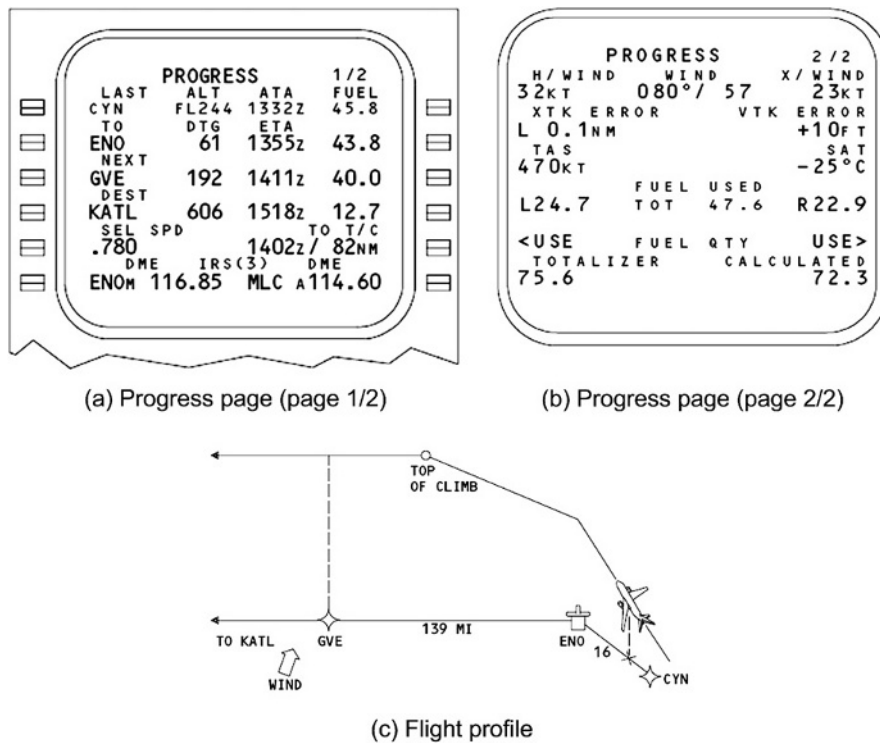 PROGRESS 1/2
LAST ALT ATA FUEL
CYN FL244 1332Z 45.8
TO DTG ETA
ENO 61 1355Z 43.8
NEXT
GVE 192 1411Z 40.0
DEST
KATL 606 1518Z 12.7
SEL SPD TO T/C
.780 1402Z/ 82NM
DME IRS(3) DME
ENOM 116.85 MLC A114.60
(a) Progress page (page 1/2)
PROGRESS 2/2
H/WIND WIND X/WIND
32KT 080°/ 57 23KT
XTK ERROR VTK ERROR
L 0.1NM +10FT
TAS SAT
470KT -25°C
FUEL USED
L24.7 TOT 47.6 R22.9
<USE FUEL QTY USE>
TOTALIZER CALCULATED
75.6 72.3
(b) Progress page (page 2/2)
TOP
OF CLIMB
139 MI
TO KATL GVE ENO 16
WIND CYN
(c) Flight profile